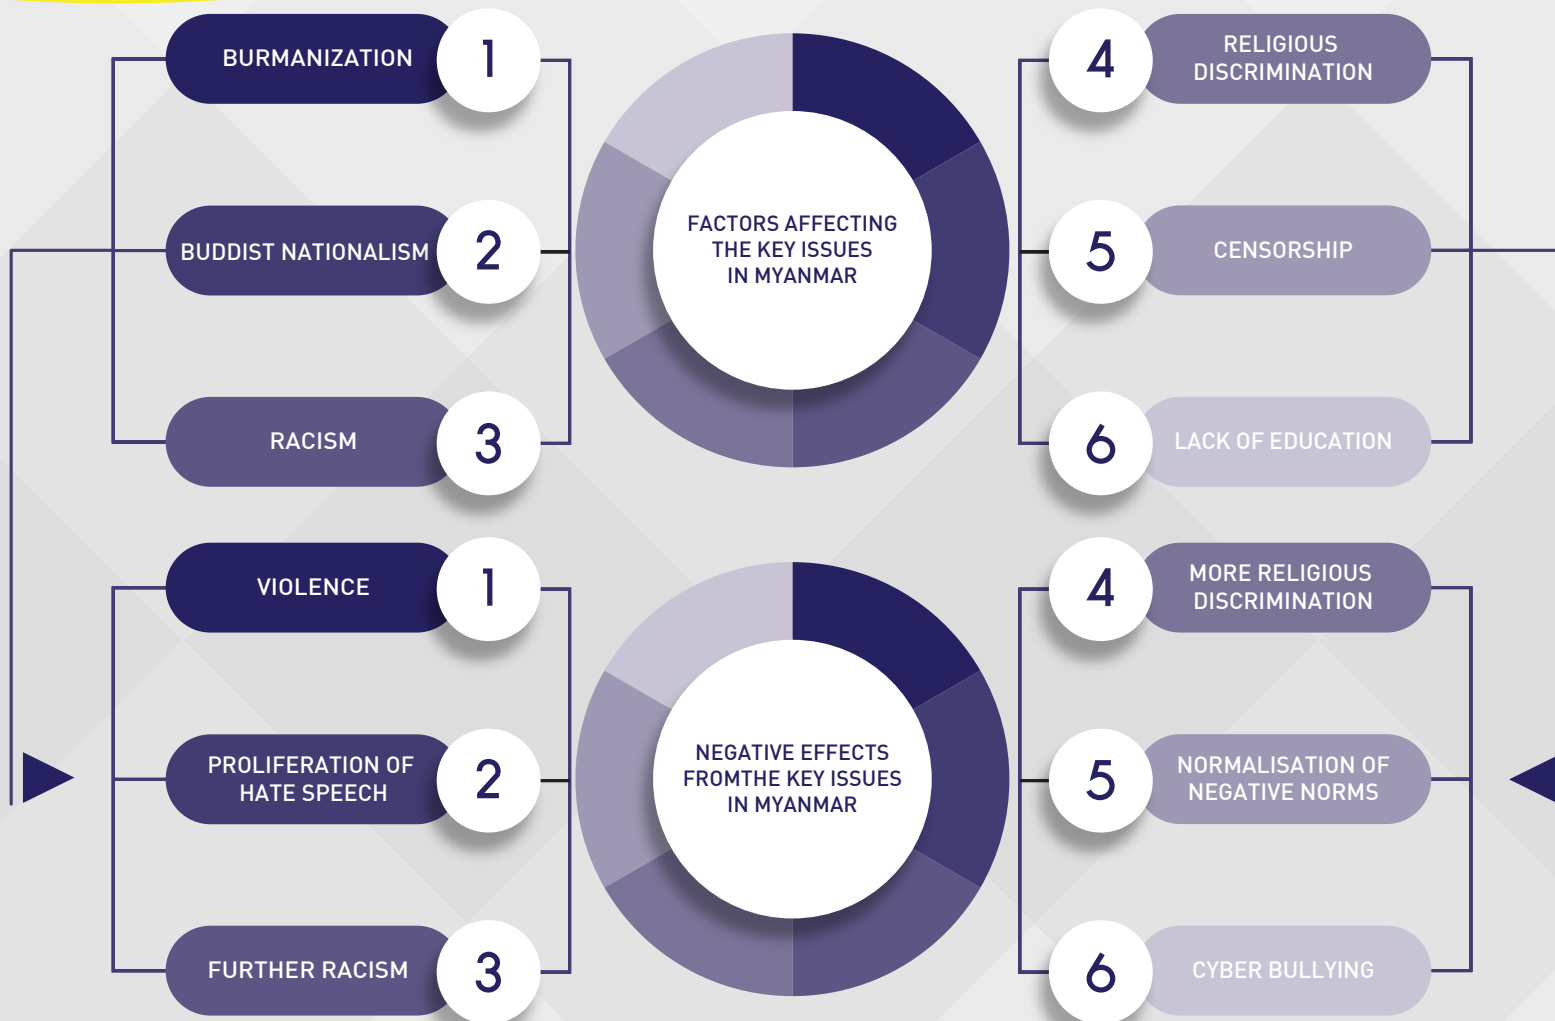 BURMANIZATION
1
BUDDIST NATIONALISM
2
RACISM
3
FACTORS AFFECTING
THE KEY ISSUES
IN MYANMAR
4
RELIGIOUS
DISCRIMINATION
5
CENSORSHIP
6
LACK OF EDUCATION
VIOLENCE
1
PROLIFERATION OF
HATE SPEECH
2
FURTHER RACISM
3
NEGATIVE EFFECTS
FROMTHE KEY ISSUES
IN MYANMAR
4
MORE RELIGIOUS
DISCRIMINATION
5
NORMALISATION OF
NEGATIVE NORMS
6
CYBER BULLYING